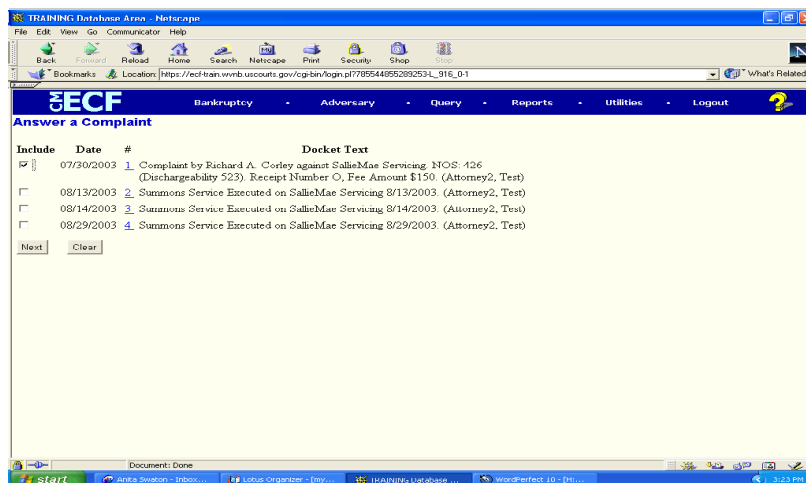 TRAINING Database Area - Netscape
File Edit View Go Communicator Help
Back Forward Reload Home Search Netscape Print Security Shop Stop
Bookmarks Location: https://ecf-train.wvnb.uscourts.gov/cgi-bin/login.pl?785544855289253-L_916_0-1 What's Related
CM ECF Bankruptcy - Adversary - Query - Reports - Utilities - Logout ?
Answer a Complaint
Include Date # Docket Text
07/30/2003 1 Complaint by Richard A. Corley against SallieMae Servicing. NOS: 426
(Dischargeability 523). Receipt Number O, Fee Amount $150. (Attorney2, Test)
08/13/2003 2 Summons Service Executed on SallieMae Servicing 8/13/2003. (Attorney2, Test)
08/14/2003 3 Summons Service Executed on SallieMae Servicing 8/14/2003. (Attorney2, Test)
08/29/2003 4 Summons Service Executed on SallieMae Servicing 8/29/2003. (Attorney2, Test)
Next Clear
Document: Done
start Anita Swaton - Inbox... Lotus Organizer - [my... TRAINING Database ... WordPerfect 10 - [H:... 3:23 PM